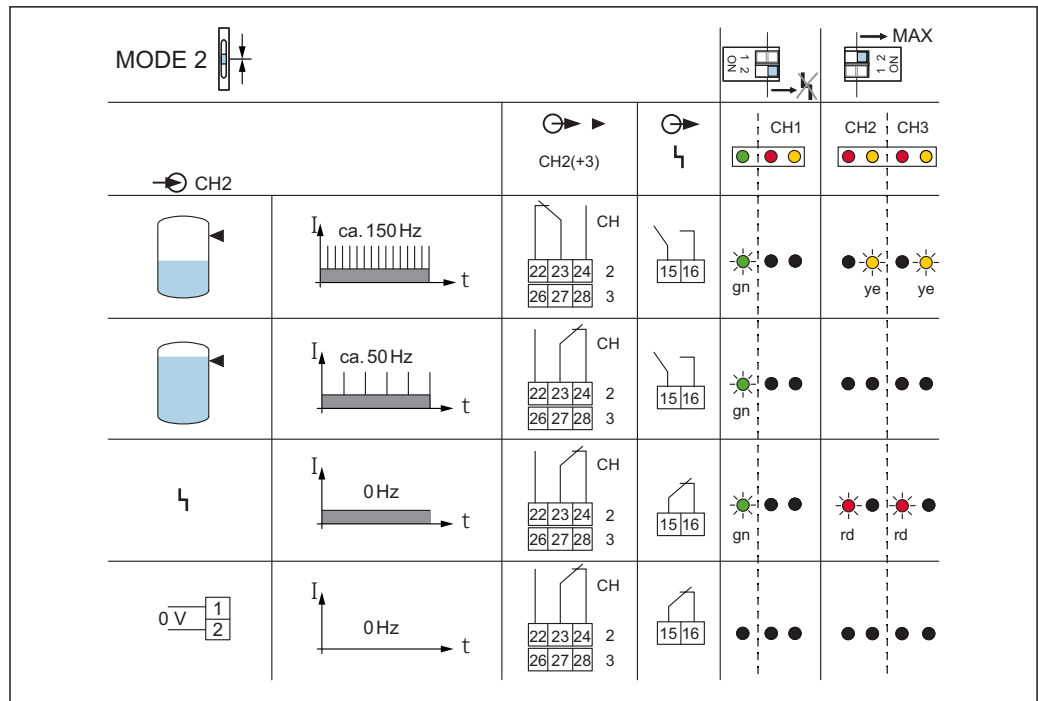 MODE 2
1 2
ON
MAX
1 2
ON
CH2
CH2(+3)
CH1
CH2 CH3
I
ca. 150 Hz
t
CH
22 23 24 2
26 27 28 3
15 16
gn
ye ye
I
ca. 50 Hz
t
CH
22 23 24 2
26 27 28 3
15 16
gn
I
0 Hz
t
CH
22 23 24 2
26 27 28 3
15 16
gn
rd rd
0 V
1
2
I
0 Hz
t
CH
22 23 24 2
26 27 28 3
15 16